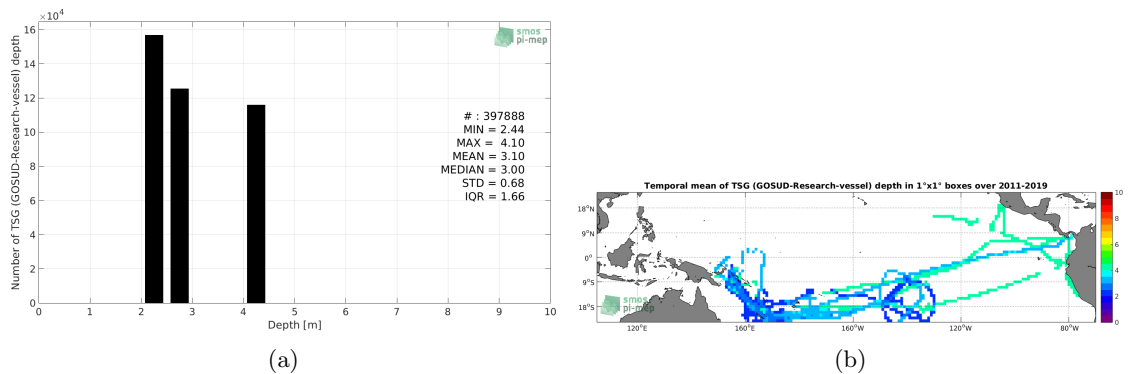 ×10⁴
16
14
12
10
8
6
4
2
0
Number of TSG (GOSUD-Research-vessel) depth
smos
pi-mep
# : 397888
MIN = 2.44
MAX = 4.10
MEAN = 3.10
MEDIAN = 3.00
STD = 0.68
IQR = 1.66
0 1 2 3 4 5 6 7 8 9 10
Depth [m]
(a)
Temporal mean of TSG (GOSUD-Research-vessel) depth in 1°x1° boxes over 2011-2019
18°N
9°N
0°
9°S
18°S
smos
pi-mep
120°E 160°E 160°W 120°W 80°W
10
8
6
4
2
0
(b)